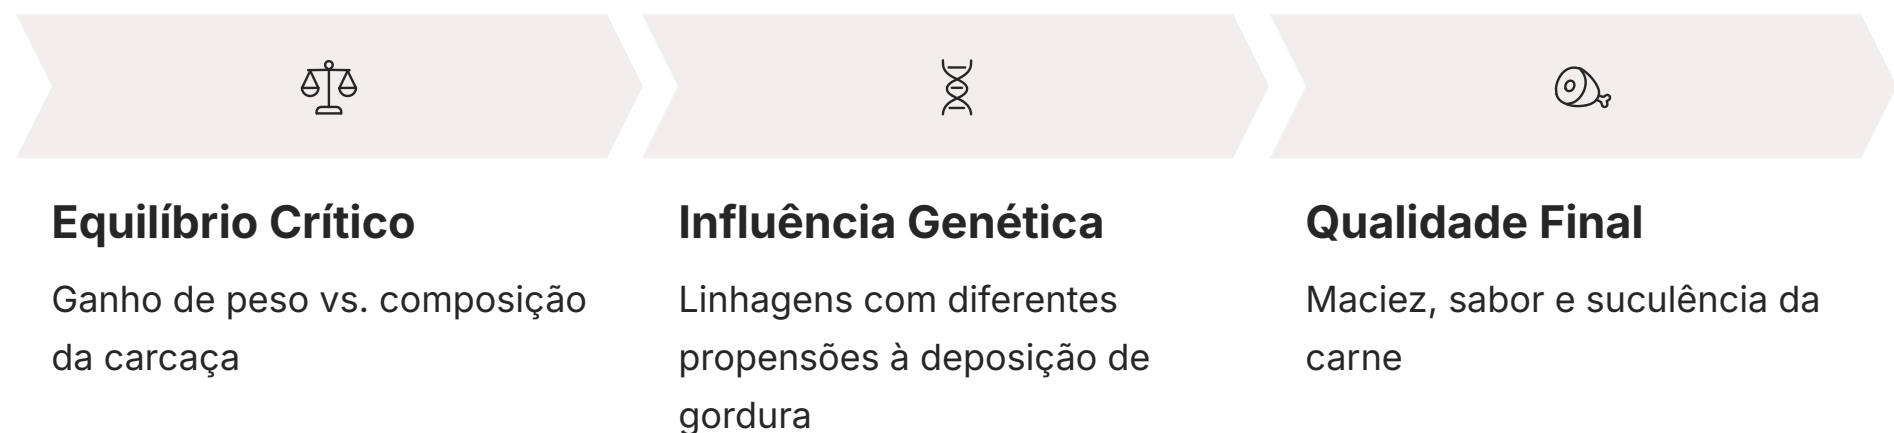 Equilíbrio Crítico
Ganho de peso vs. composição
da carcaça
Influência Genética
Linhagens com diferentes
propensões à deposição de
gordura
Qualidade Final
Maciez, sabor e suculência da
carne